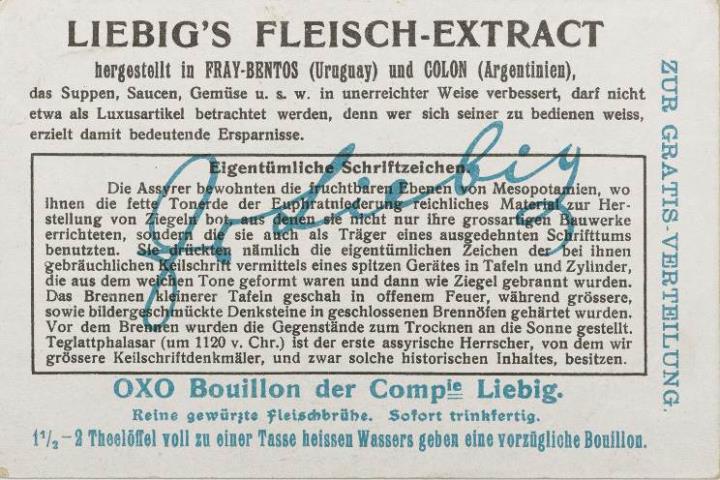 LIEBIG'S FLEISCH-EXTRACT
hergestellt in FRAY-BENTOS (Uruguay) und COLON (Argentinien),
das Suppen, Saucen, Gemüse u. s. w. in unerreichter Weise verbessert, darf nicht
etwa als Luxusartikel betrachtet werden, denn wer sich seiner zu bedienen weiss,
erzielt damit bedeutende Ersparnisse.
Eigentümliche Schriftzeichen.
Die Assyrer bewohnten die fruchtbaren Ebenen von Mesopotamien, wo
ihnen die fette Tonerde der Euphratniederung reichliches Material zur Her-
stellung von Ziegeln bot, aus denen sie nicht nur ihre grossartigen Bauwerke
errichteten, sondern die sie auch als Träger eines ausgedehnten Schrifttums
benutzten. Sie drückten nämlich die eigentümlichen Zeichen der bei ihnen
gebräuchlichen Keilschrift vermittels eines spitzen Gerätes in Tafeln und Zylinder,
die aus dem weichen Tone geformt waren und dann wie Ziegel gebrannt wurden.
Das Brennen kleinerer Tafeln geschah in offenem Feuer, während grössere,
sowie bildergeschmückte Denksteine in geschlossenen Brennöfen gehärtet wurden.
Vor dem Brennen wurden die Gegenstände zum Trocknen an die Sonne gestellt.
Teglattphalasar (um 1120 v. Chr.) ist der erste assyrische Herrscher, von dem wir
grössere Keilschriftdenkmäler, und zwar solche historischen Inhaltes, besitzen.
J v Liebig
OXO Bouillon der Comp<u>ie</u> Liebig.
Reine gewürzte Fleischbrühe. Sofort trinkfertig.
1½–2 Theelöffel voll zu einer Tasse heissen Wassers geben eine vorzügliche Bouillon.
ZUR GRATIS-VERTEILUNG.